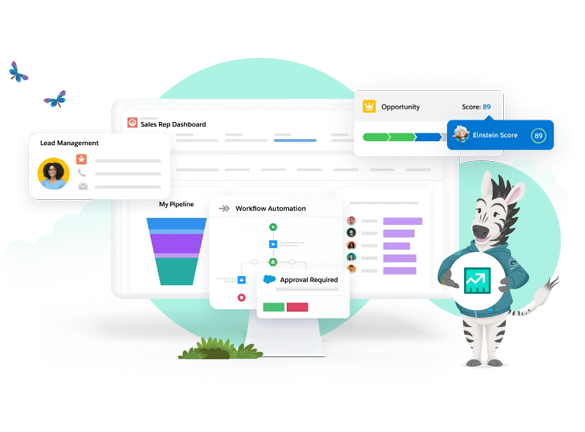 Opportunity
Score: 89
Sales Rep Dashboard
Einstein Score
89
Lead Management
My Pipeline
Workflow Automation
Approval Required